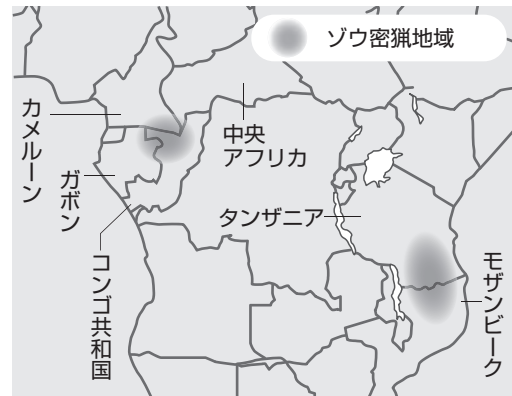 ゾウ密猟地域
カメルーン
ガボン
コンゴ共和国
中央
アフリカ
タンザニア
モザンビーク